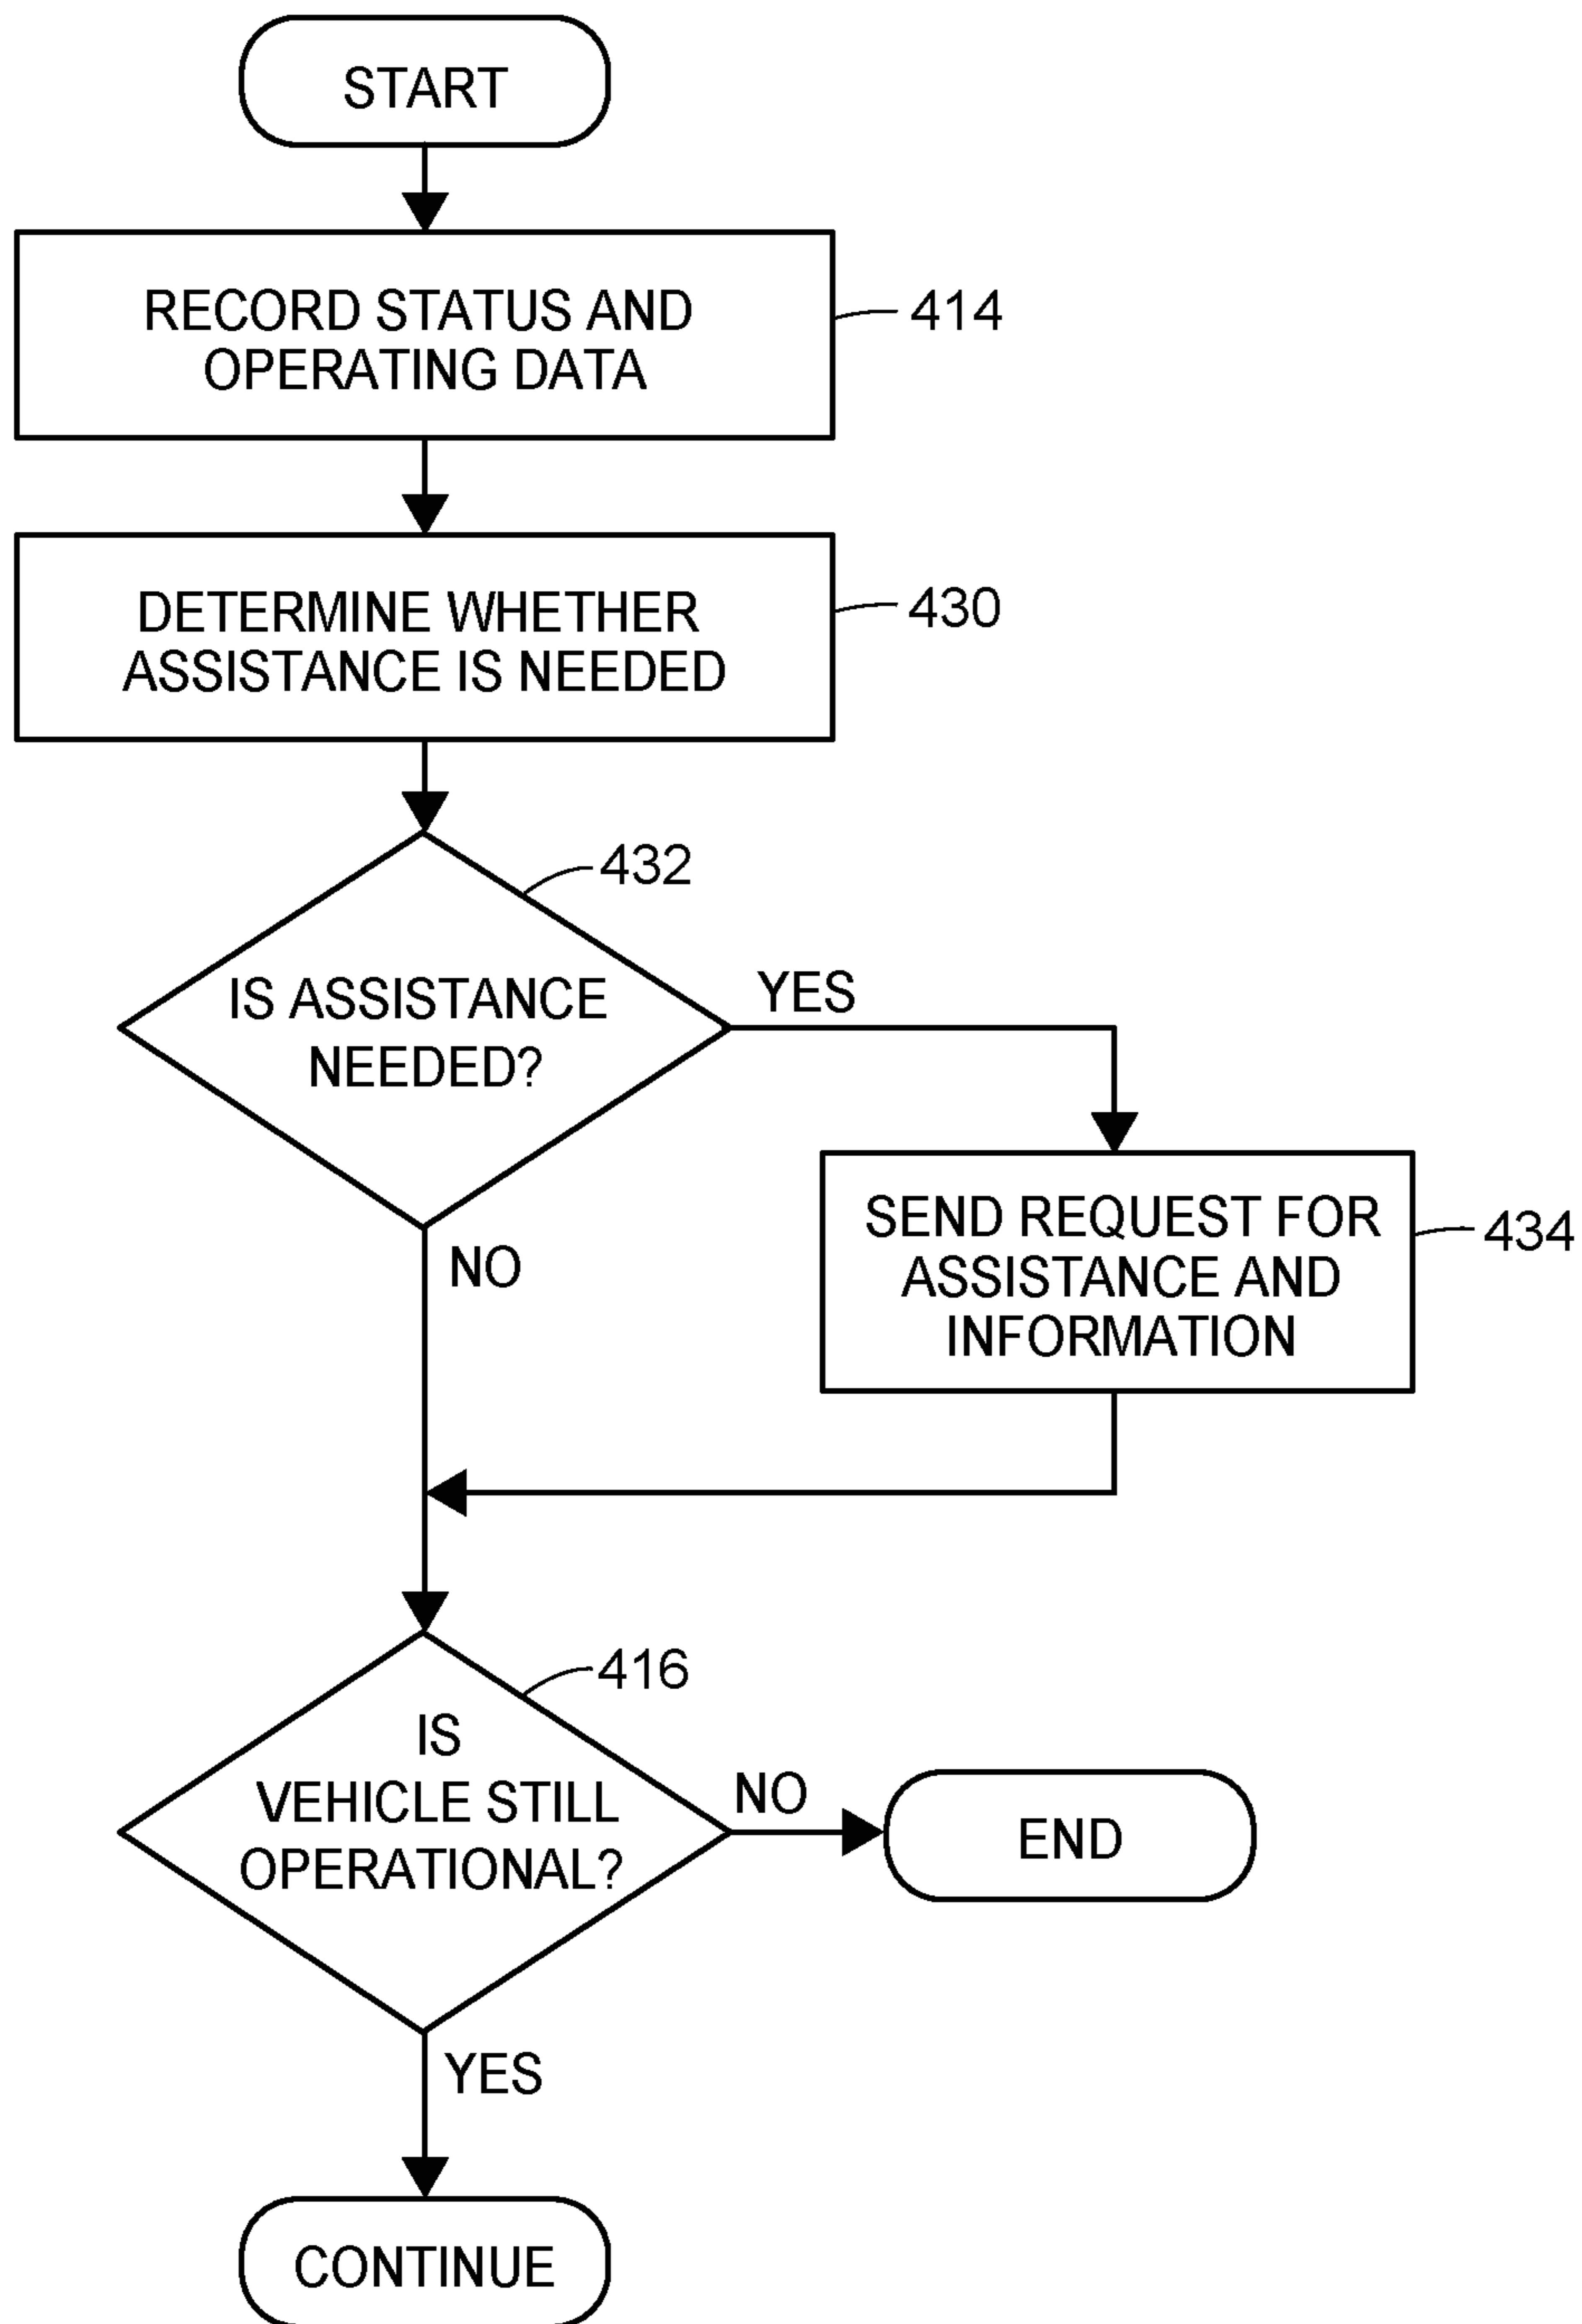 START
RECORD STATUS AND
OPERATING DATA
414
DETERMINE WHETHER
ASSISTANCE IS NEEDED
430
432
IS ASSISTANCE
NEEDED?
YES
NO
SEND REQUEST FOR
ASSISTANCE AND
INFORMATION
434
416
IS
VEHICLE STILL
OPERATIONAL?
NO
END
YES
CONTINUE